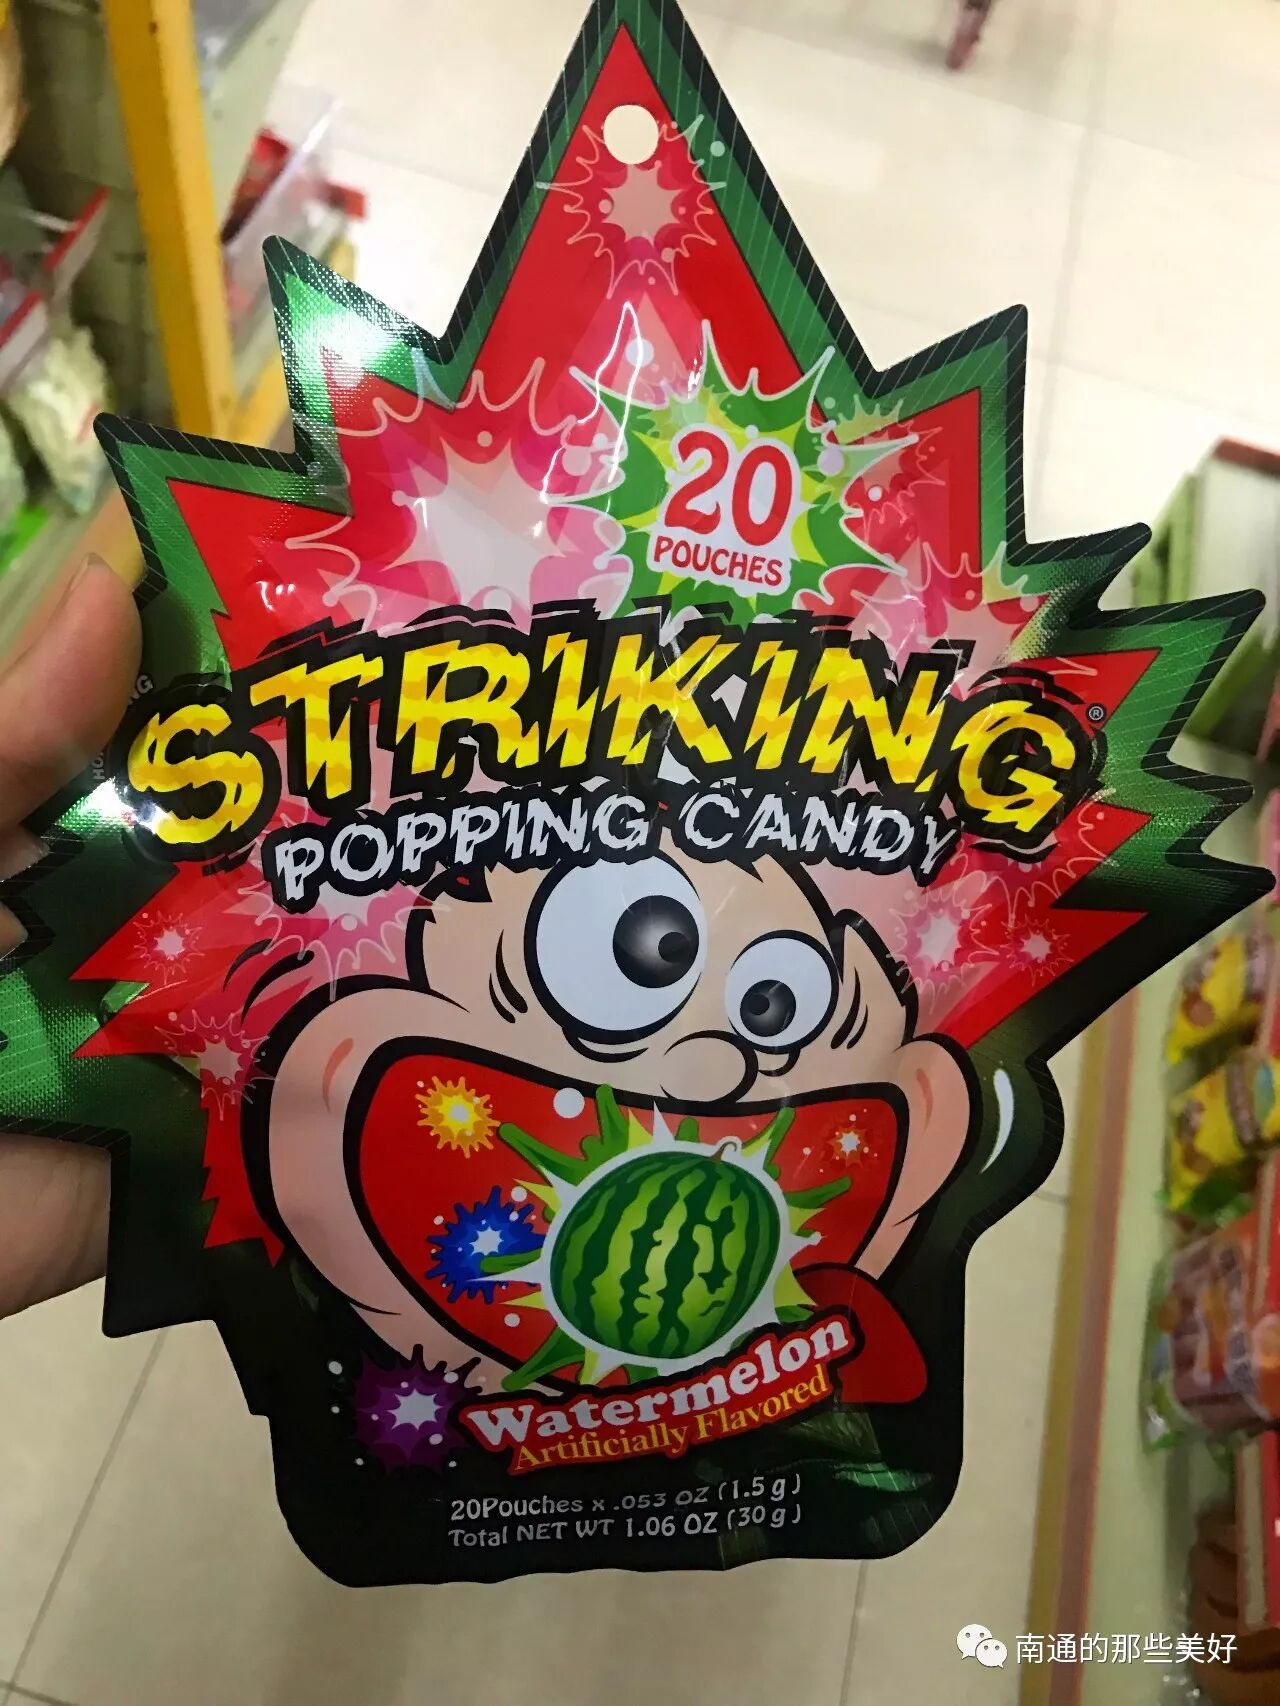 20
POUCHES
STRIKING®
POPPING CANDY
Watermelon
Artificially Flavored
20Pouches x .053 OZ (1.5 g)
Total NET WT 1.06 OZ (30 g)
南通的那些美好